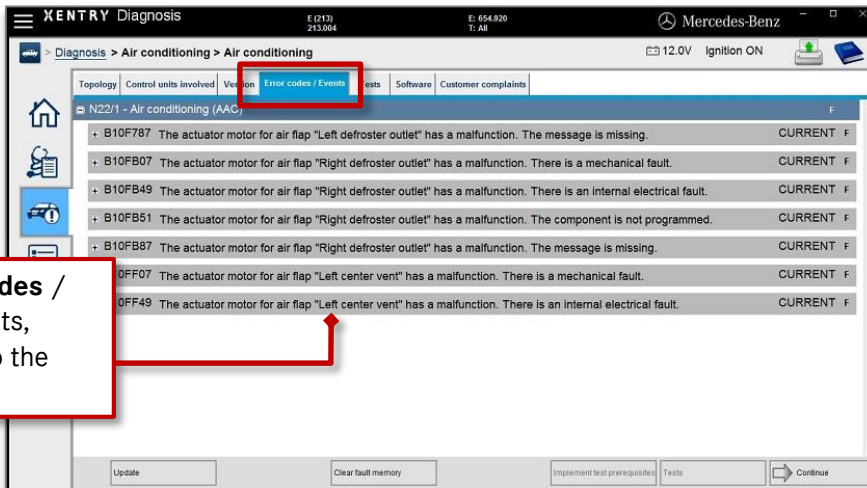 XENTRY Diagnosis
E (213)
213.004
E: 654.920
T: All
Mercedes-Benz
> Diagnosis > Air conditioning > Air conditioning
12.0V Ignition ON
Topology Control units involved Version Error codes / Events Tests Software Customer complaints
N22/1 - Air conditioning (AAC) F
+ B10F787 The actuator motor for air flap "Left defroster outlet" has a malfunction. The message is missing. CURRENT F
+ B10FB07 The actuator motor for air flap "Right defroster outlet" has a malfunction. There is a mechanical fault. CURRENT F
+ B10FB49 The actuator motor for air flap "Right defroster outlet" has a malfunction. There is an internal electrical fault. CURRENT F
+ B10FB51 The actuator motor for air flap "Right defroster outlet" has a malfunction. The component is not programmed. CURRENT F
+ B10FB87 The actuator motor for air flap "Right defroster outlet" has a malfunction. The message is missing. CURRENT F
0FF07 The actuator motor for air flap "Left center vent" has a malfunction. There is a mechanical fault. CURRENT F
0FF49 The actuator motor for air flap "Left center vent" has a malfunction. There is an internal electrical fault. CURRENT F
des /
ts,
the
Update Clear fault memory Implement test prerequisites Tests Continue